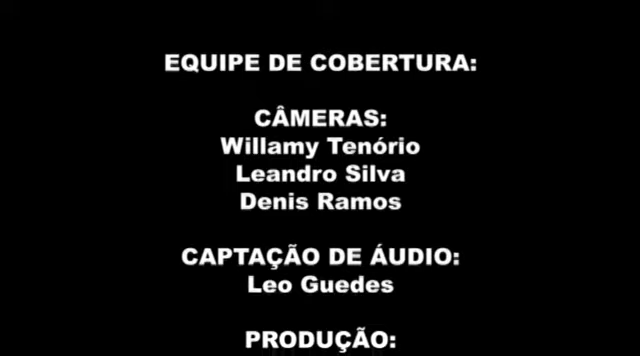 EQUIPE DE COBERTURA:
CÂMERAS:
Willamy Tenório
Leandro Silva
Denis Ramos
CAPTAÇÃO DE ÁUDIO:
Leo Guedes
PRODUÇÃO: